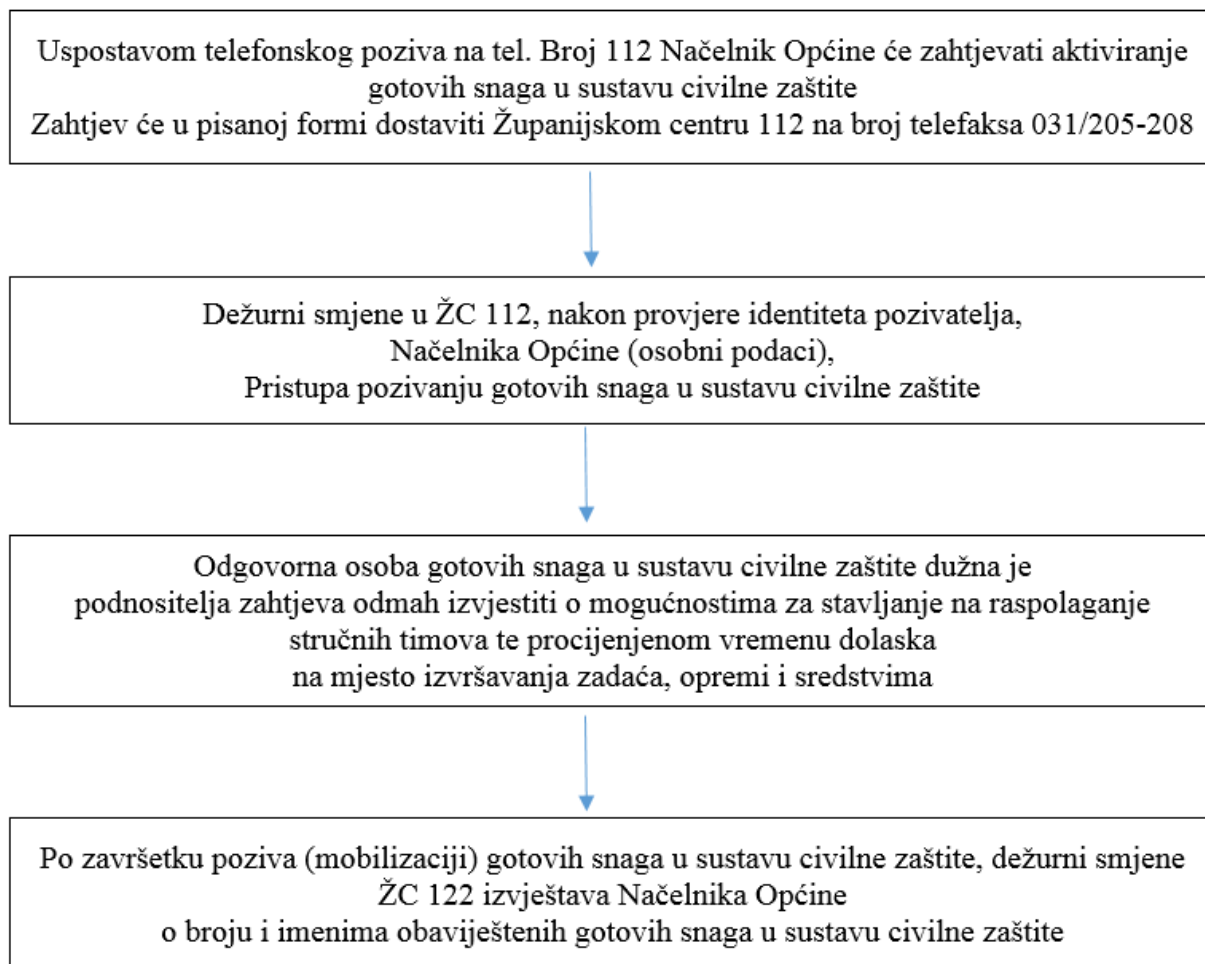 Uspostavom telefonskog poziva na tel. Broj 112 Načelnik Općine će zahtjevati aktiviranje
gotovih snaga u sustavu civilne zaštite
Zahtjev će u pisanoj formi dostaviti Županijskom centru 112 na broj telefaksa 031/205-208
Dežurni smjene u ŽC 112, nakon provjere identiteta pozivatelja,
Načelnika Općine (osobni podaci),
Pristupa pozivanju gotovih snaga u sustavu civilne zaštite
Odgovorna osoba gotovih snaga u sustavu civilne zaštite dužna je
podnositelja zahtjeva odmah izvjestiti o mogućnostima za stavljanje na raspolaganje
stručnih timova te procijenjenom vremenu dolaska
na mjesto izvršavanja zadaća, opremi i sredstvima
Po završetku poziva (mobilizaciji) gotovih snaga u sustavu civilne zaštite, dežurni smjene
ŽC 122 izvještava Načelnika Općine
o broju i imenima obaviještenih gotovih snaga u sustavu civilne zaštite